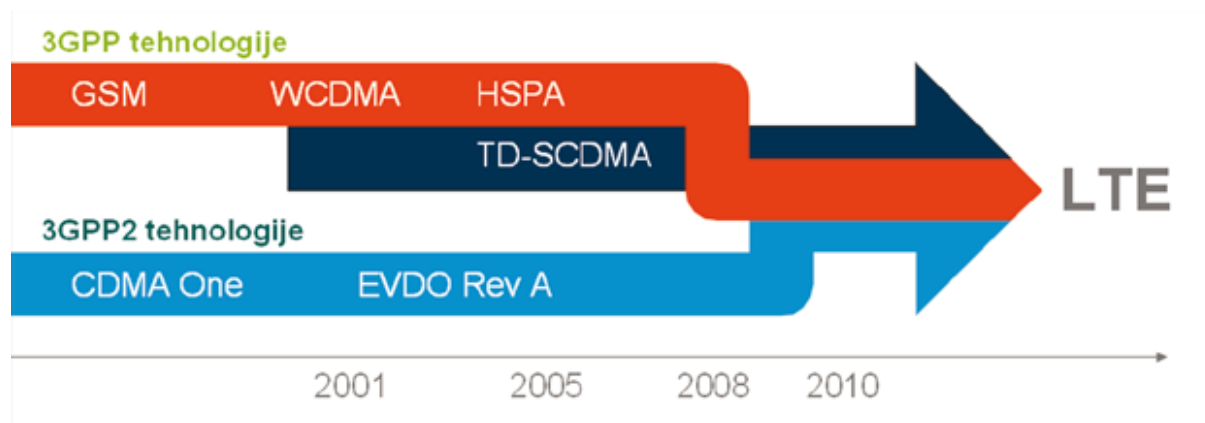 3GPP tehnologije
GSM WCDMA HSPA
TD-SCDMA
LTE
3GPP2 tehnologije
CDMA One EVDO Rev A
2001 2005 2008 2010